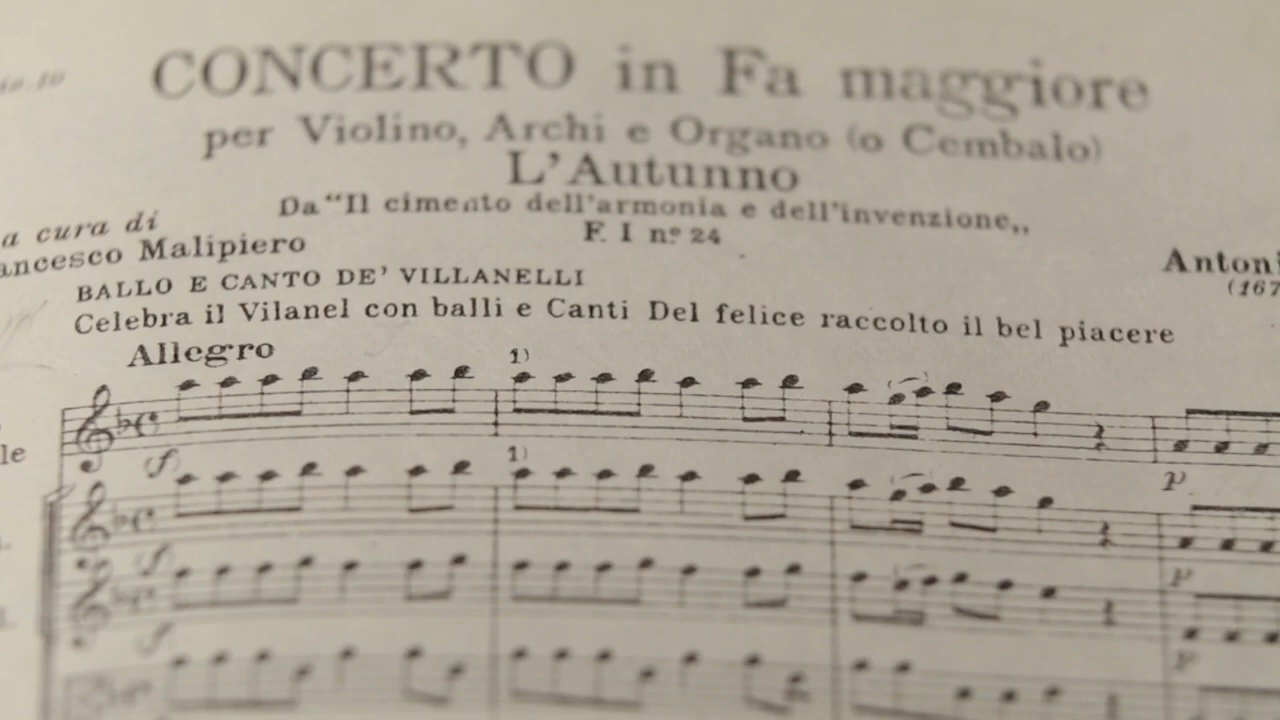 CONCERTO in Fa maggiore
per Violino, Archi e Organo (o Cembalo)
L'Autunno
Da "Il cimento dell'armonia e dell'invenzione„
F. I nº 24
a cura di
ancesco Malipiero
Antoni
(167
BALLO E CANTO DE' VILLANELLI
Celebra il Vilanel con balli e Canti Del felice raccolto il bel piacere
Allegro
1)
le
f
1)
p
f
p
f
p